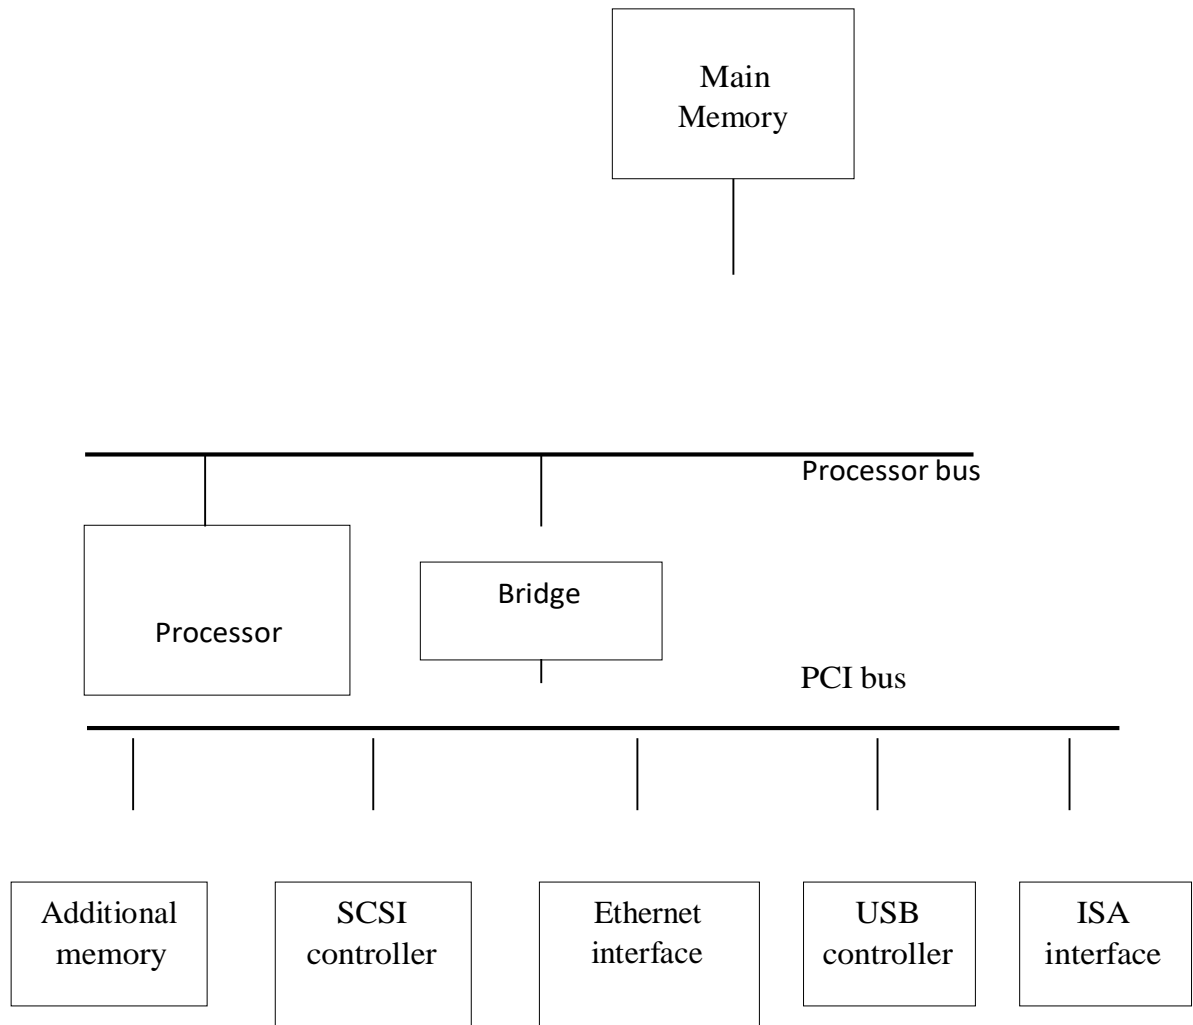 Main
Memory
Processor bus
Bridge
Processor
PCI bus
Additional
memory
SCSI
controller
Ethernet
interface
USB
controller
ISA
interface